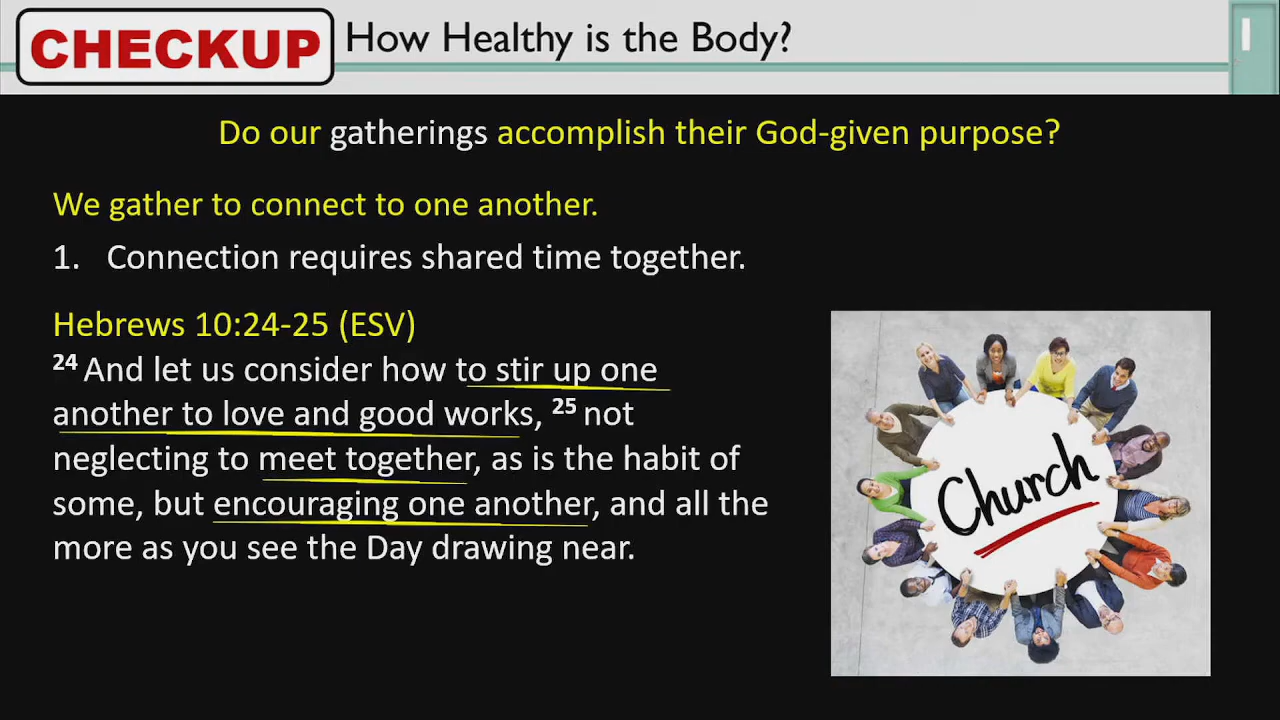 CHECKUP How Healthy is the Body?
Do our gatherings accomplish their God-given purpose?
We gather to connect to one another.
1. Connection requires shared time together.
Hebrews 10:24-25 (ESV)
24 And let us consider how to stir up one
another to love and good works, 25 not
neglecting to meet together, as is the habit of
some, but encouraging one another, and all the
more as you see the Day drawing near.
Church